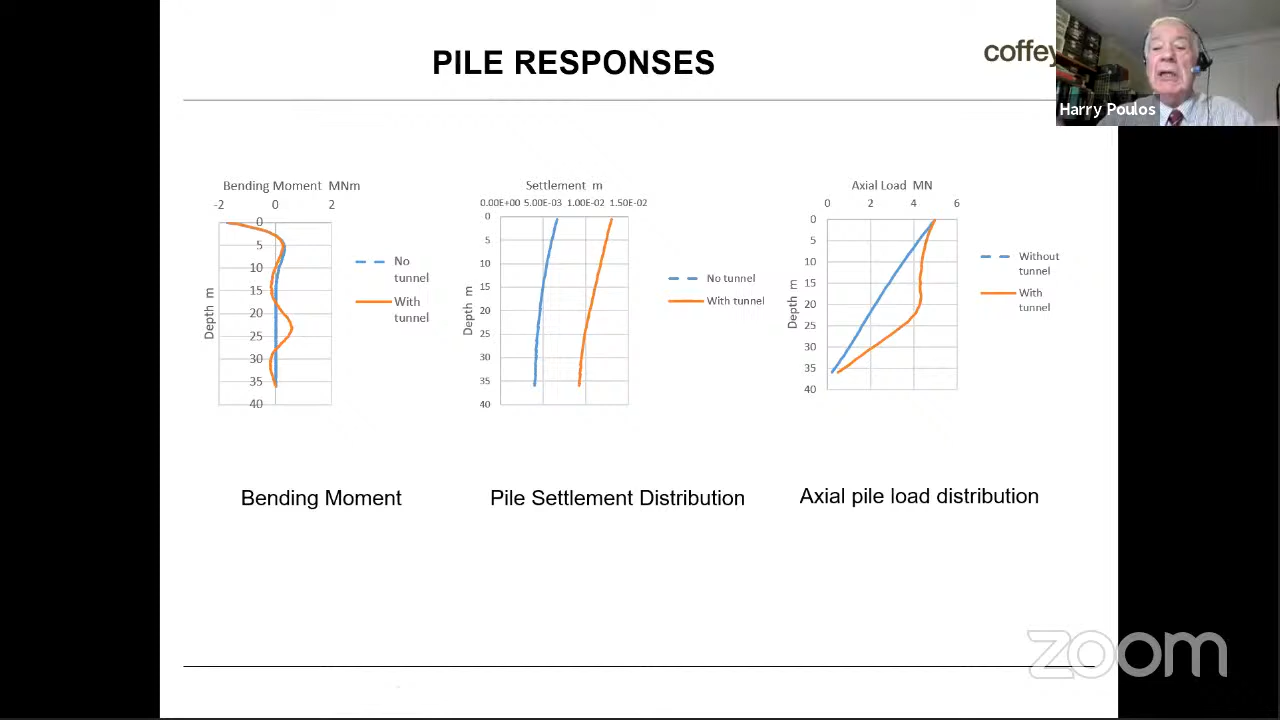 PILE RESPONSES
coffey
Harry Poulos
Bending Moment MNm
-2 0 2
0
5
10
15
20
25
30
35
40
Depth m
No
tunnel
With
tunnel
Settlement m
0.00E+00 5.00E-03 1.00E-02 1.50E-02
0
5
10
15
20
25
30
35
40
Depth m
No tunnel
With tunnel
Axial Load MN
0 2 4 6
0
5
10
15
20
25
30
35
40
Depth m
Without
tunnel
With
tunnel
Bending Moment
Pile Settlement Distribution
Axial pile load distribution
zoom